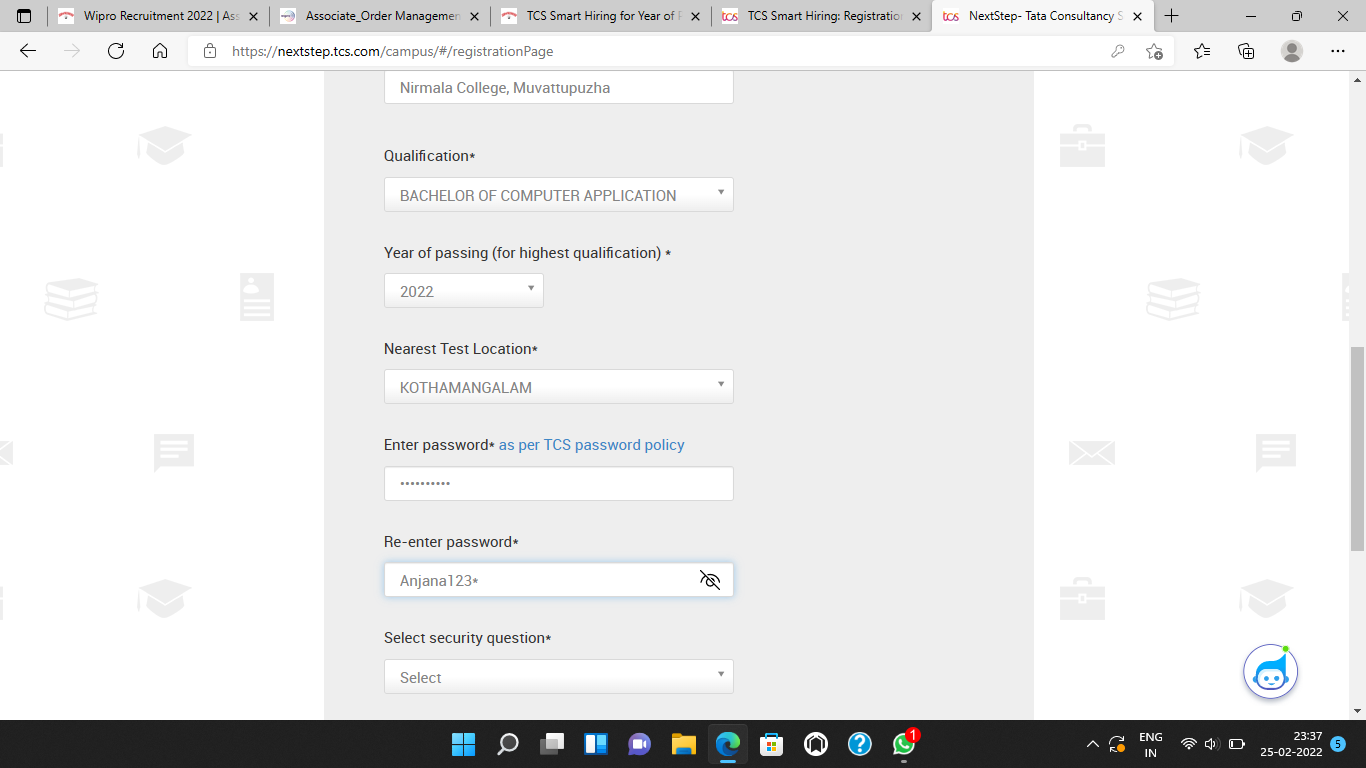 Wipro Recruitment 2022 | Ass
Associate_Order Managemen
TCS Smart Hiring for Year of P
tcs TCS Smart Hiring: Registration
tcs NextStep- Tata Consultancy S
https://nextstep.tcs.com/campus/#/registrationPage
Nirmala College, Muvattupuzha
Qualification*
BACHELOR OF COMPUTER APPLICATION
Year of passing (for highest qualification) *
2022
Nearest Test Location*
KOTHAMANGALAM
Enter password* as per TCS password policy
••••••••••
Re-enter password*
Anjana123*
Select security question*
Select
1
ENG
IN
23:37
25-02-2022
5